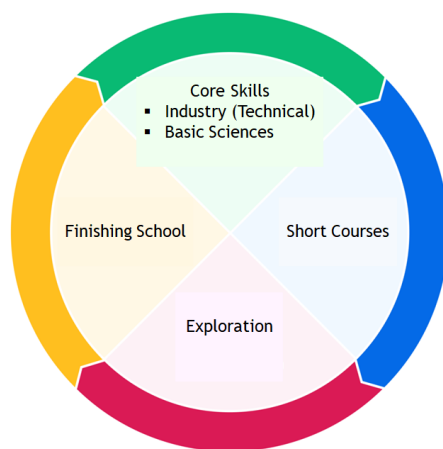 Core Skills
▪ Industry (Technical)
▪ Basic Sciences
Finishing School
Short Courses
Exploration